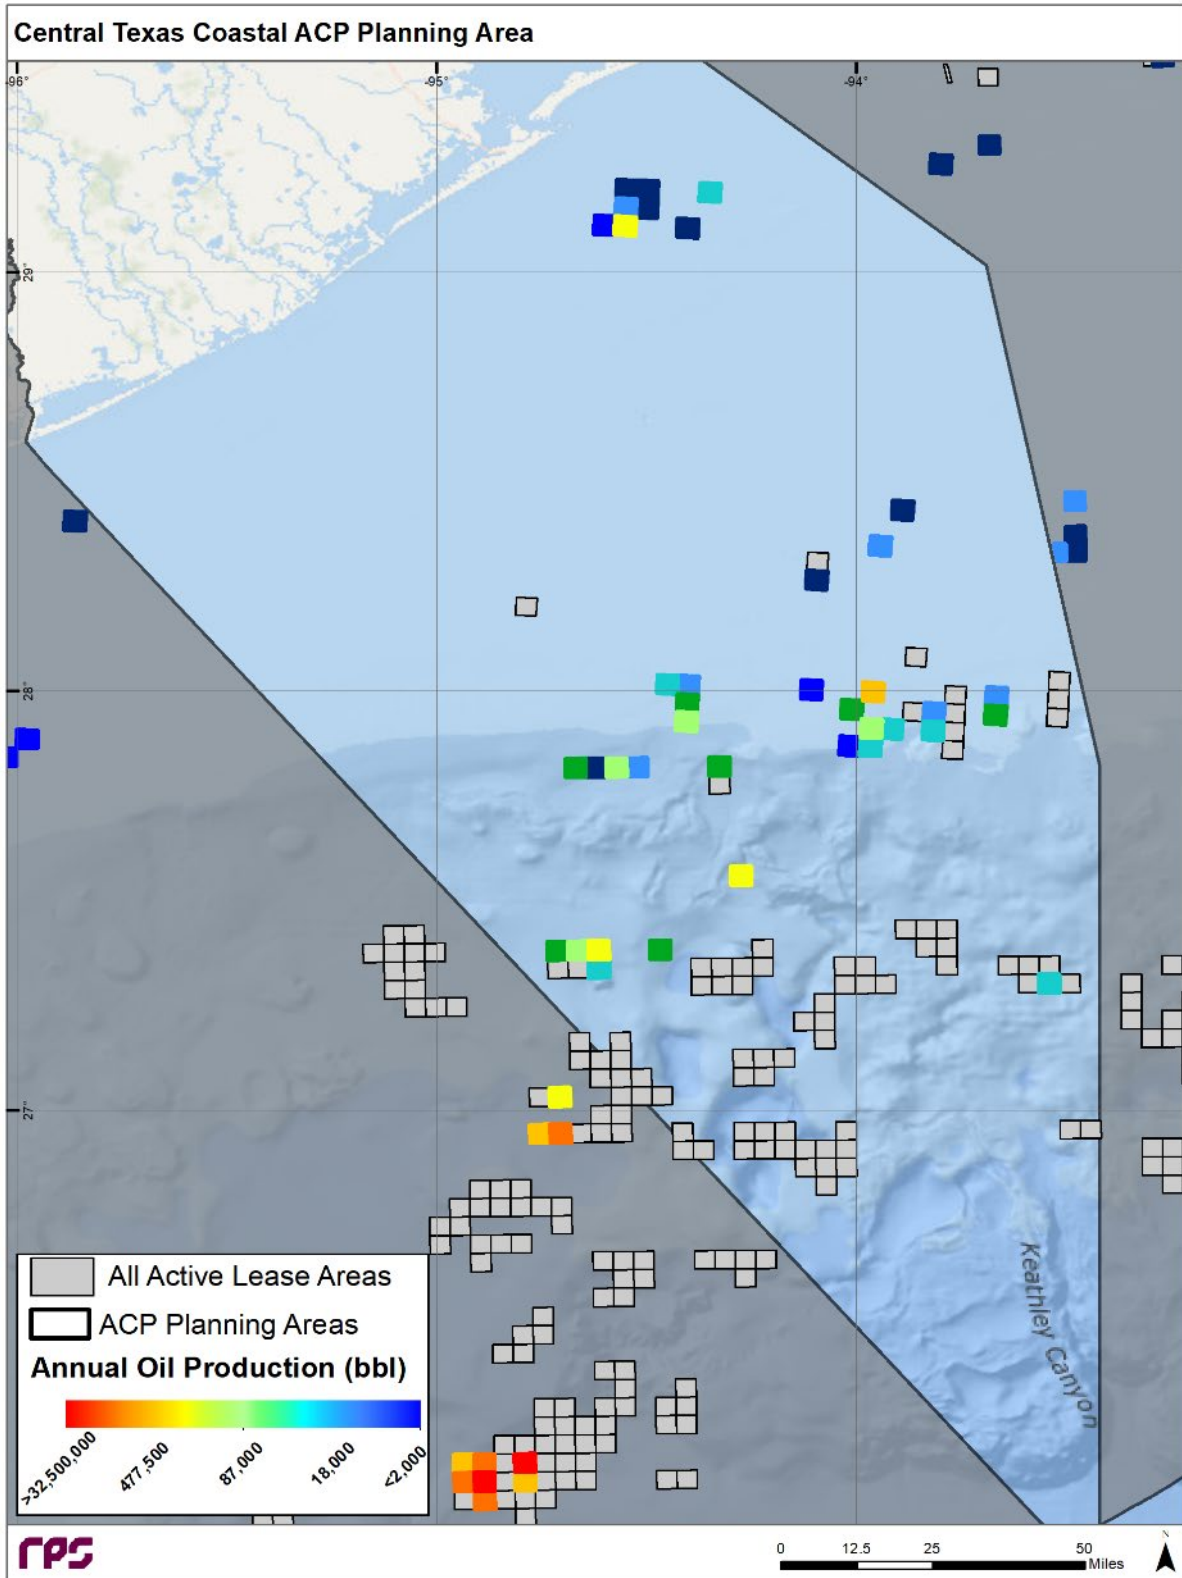 Central Texas Coastal ACP Planning Area
-96°
-95°
-94°
29°
28°
27°
Keathley Canyon
All Active Lease Areas
ACP Planning Areas
Annual Oil Production (bbl)
>32,500,000
477,500
87,000
18,000
<2,000
rps
0 12.5 25 50
Miles
N